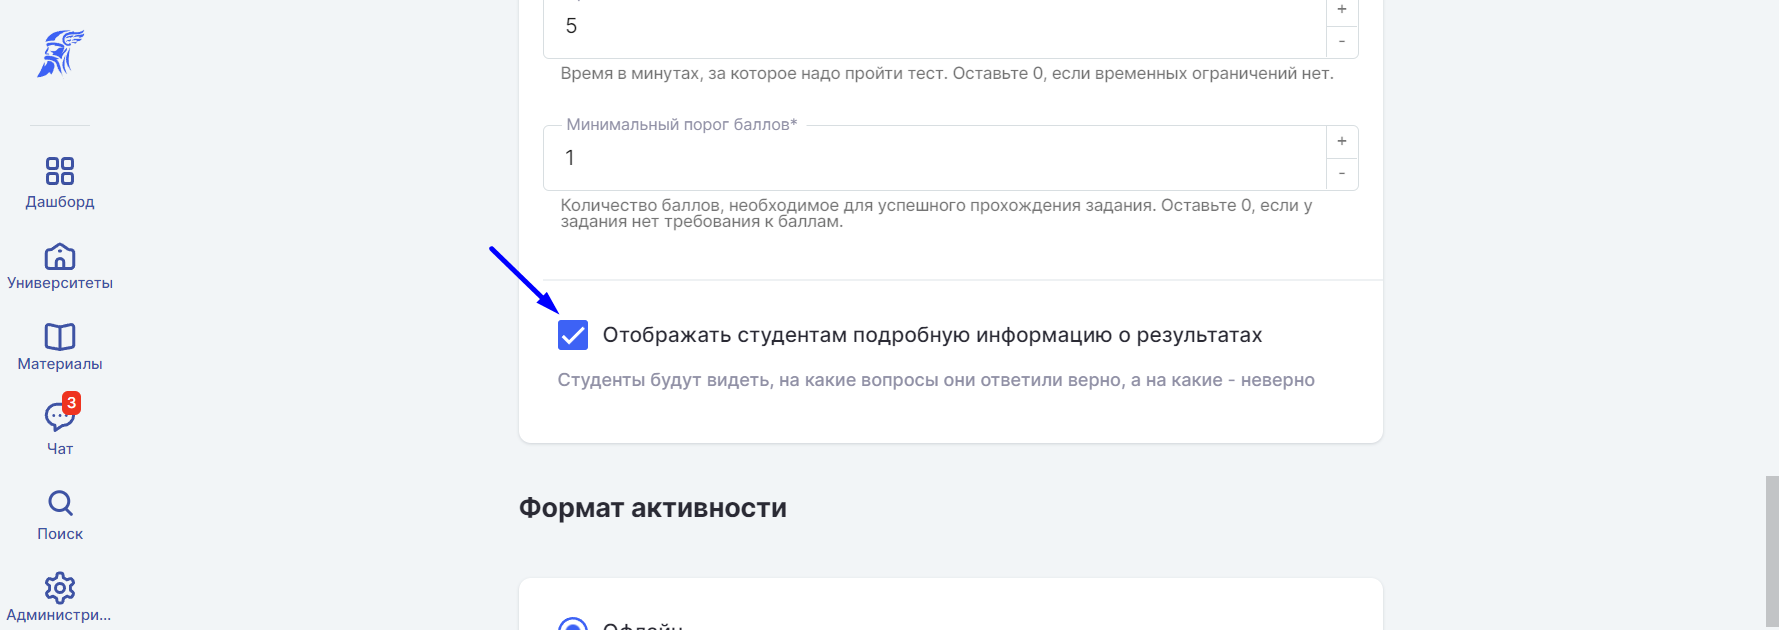 Дашборд
Университеты
Материалы
3
Чат
Поиск
Администри...
5
+
-
Время в минутах, за которое надо пройти тест. Оставьте 0, если временных ограничений нет.
Минимальный порог баллов*
1
+
-
Количество баллов, необходимое для успешного прохождения задания. Оставьте 0, если у
задания нет требования к баллам.
Отображать студентам подробную информацию о результатах
Студенты будут видеть, на какие вопросы они ответили верно, а на какие - неверно
Формат активности
Офлайн